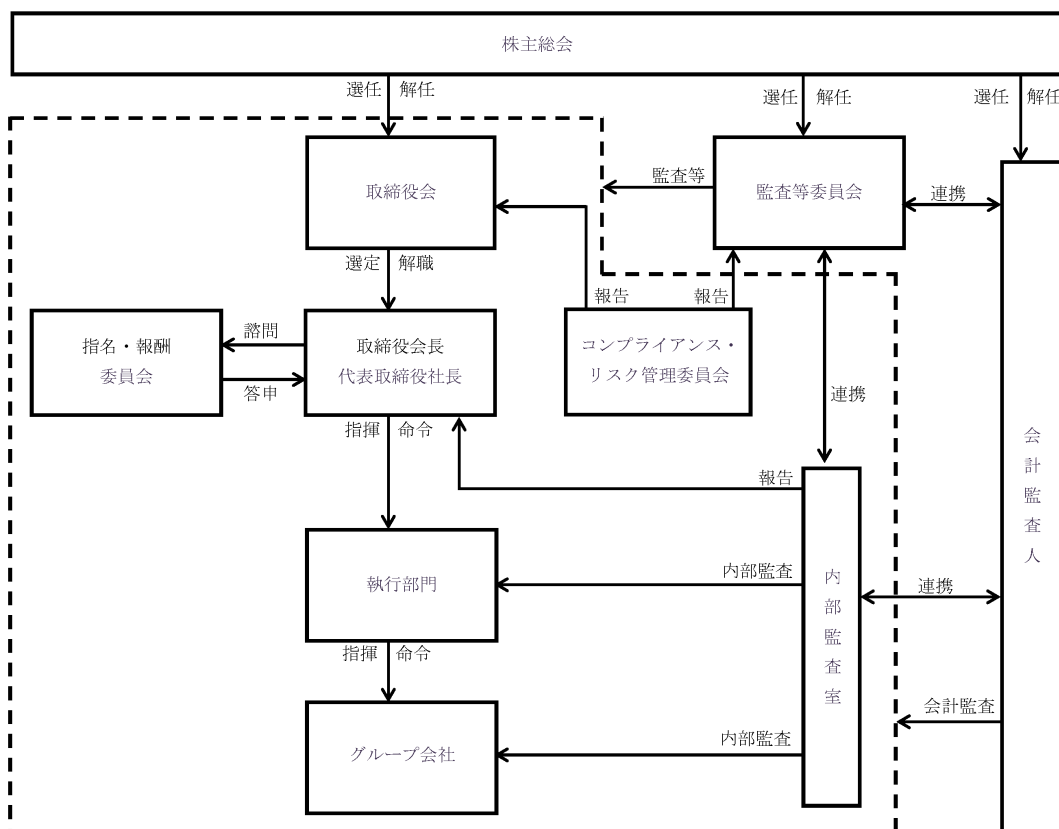 株主総会
選任 解任
選任 解任
選任 解任
取締役会
監査等
監査等委員会
連携
選定 解職
報告
報告
指名・報酬
委員会
諮問
答申
取締役会長
代表取締役社長
コンプライアンス・
リスク管理委員会
連携
指揮 命令
報告
会計監査人
執行部門
内部監査
内部監査室
連携
指揮 命令
会計監査
グループ会社
内部監査